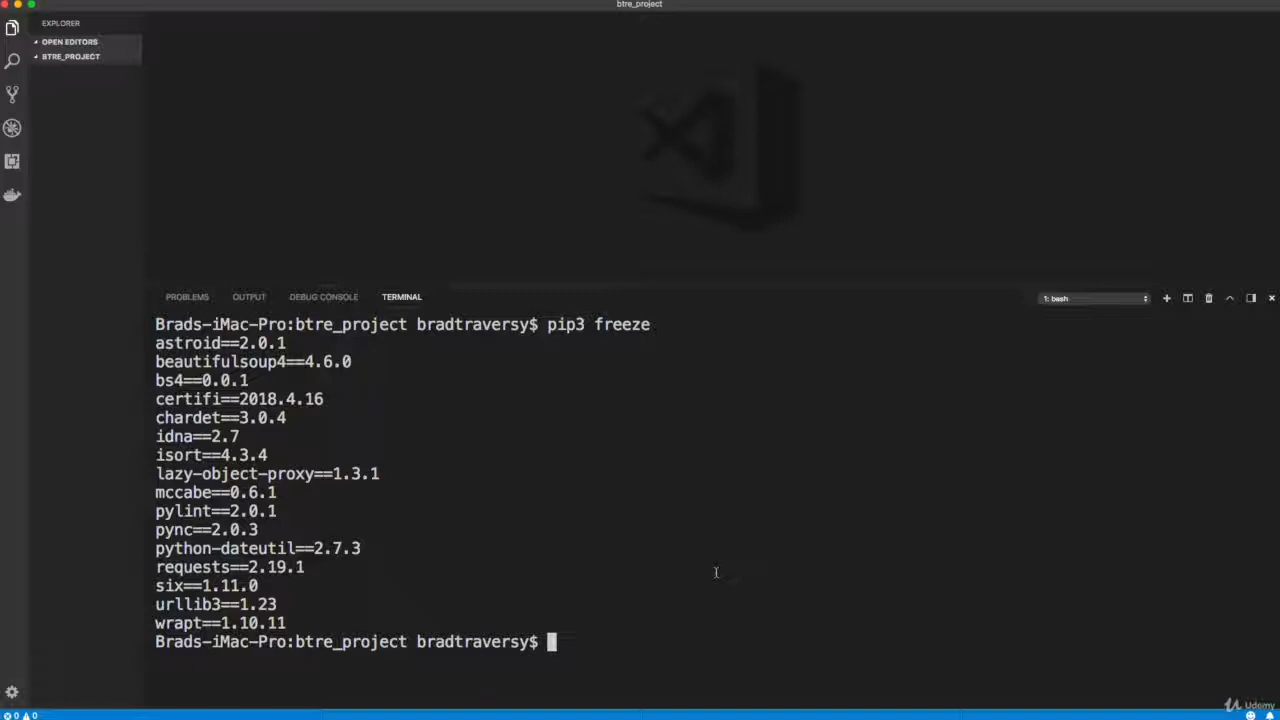 btre_project
EXPLORER
OPEN EDITORS
BTRE_PROJECT
PROBLEMS
OUTPUT
DEBUG CONSOLE
TERMINAL
1: bash
Brads-iMac-Pro:btre_project bradtraversy$ pip3 freeze
astroid==2.0.1
beautifulsoup4==4.6.0
bs4==0.0.1
certifi==2018.4.16
chardet==3.0.4
idna==2.7
isort==4.3.4
lazy-object-proxy==1.3.1
mccabe==0.6.1
pylint==2.0.1
pync==2.0.3
python-dateutil==2.7.3
requests==2.19.1
six==1.11.0
urllib3==1.23
wrapt==1.10.11
Brads-iMac-Pro:btre_project bradtraversy$
Udemy
0 0